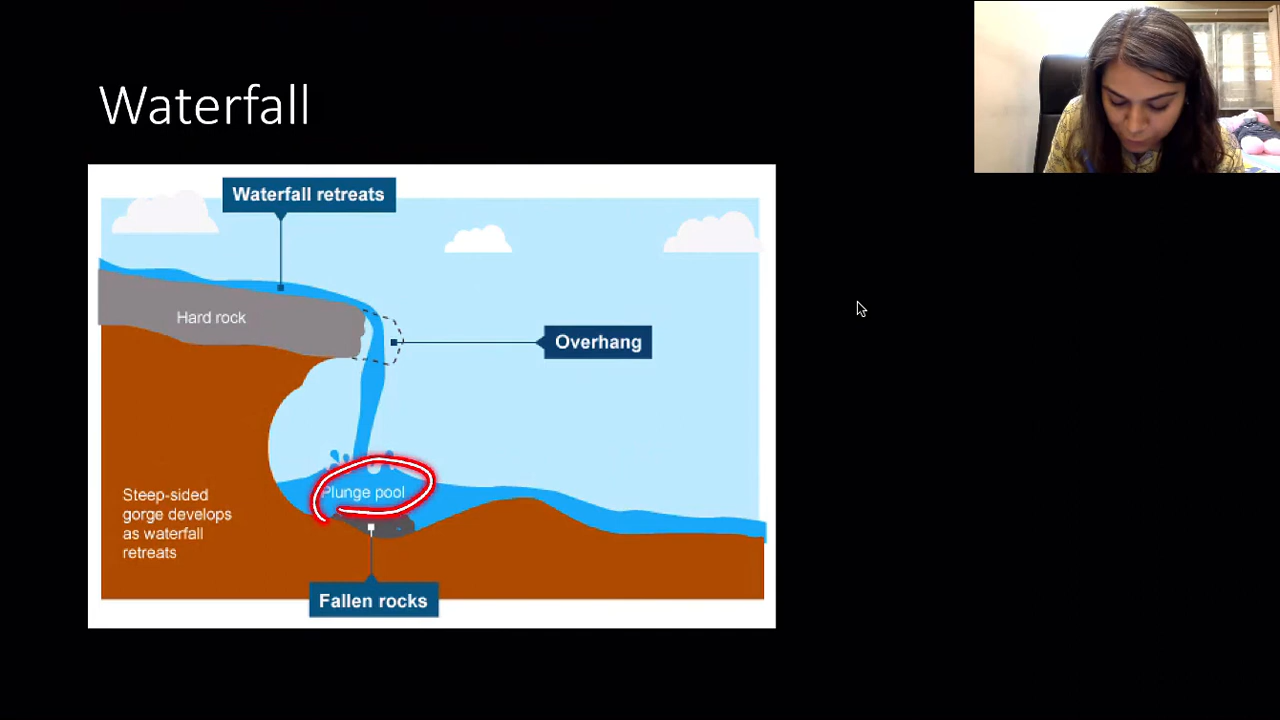 Waterfall
Waterfall retreats
Hard rock
Overhang
Plunge pool
Steep-sided
gorge develops
as waterfall
retreats
Fallen rocks